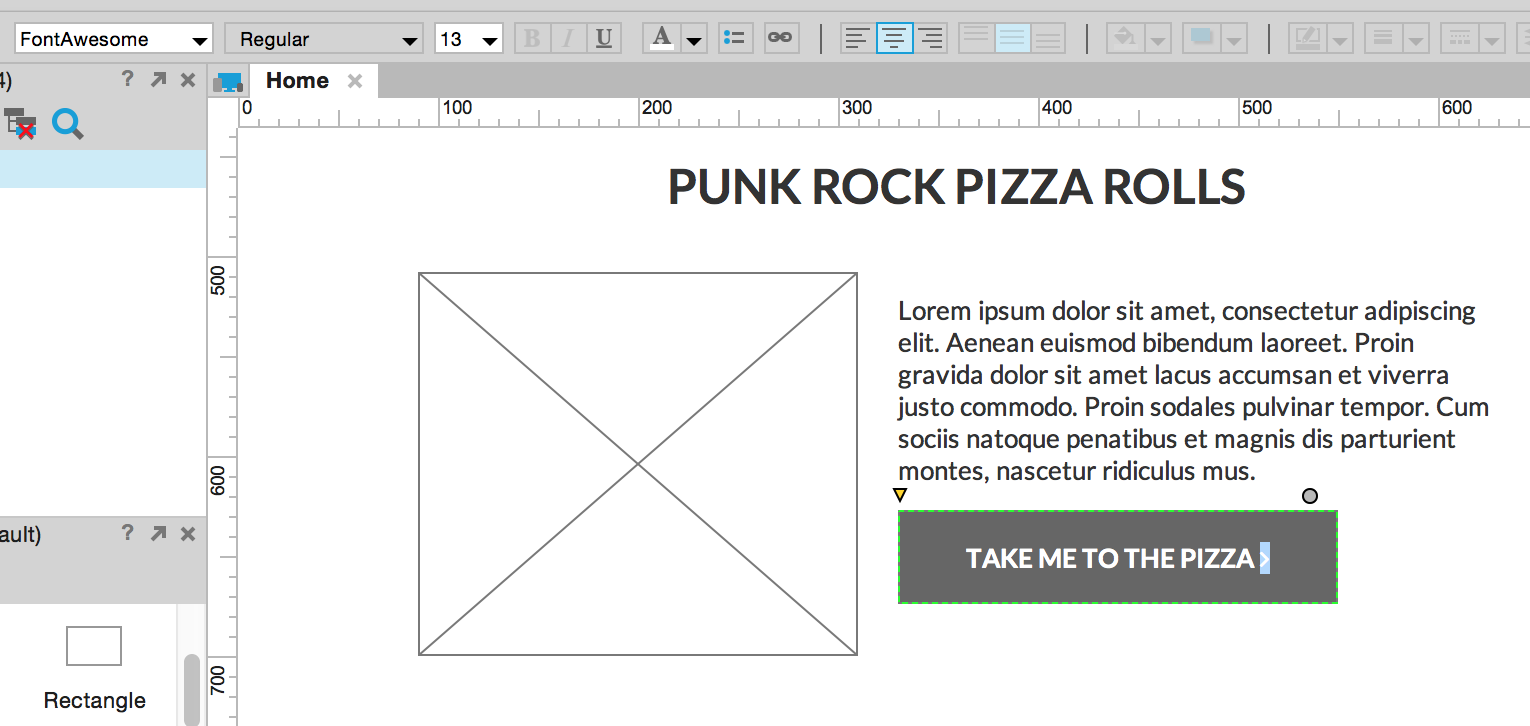 FontAwesome Regular 13 B I U A
4) ?
Home
0 100 200 300 400 500 600
PUNK ROCK PIZZA ROLLS
500
Lorem ipsum dolor sit amet, consectetur adipiscing
elit. Aenean euismod bibendum laoreet. Proin
gravida dolor sit amet lacus accumsan et viverra
justo commodo. Proin sodales pulvinar tempor. Cum
sociis natoque penatibus et magnis dis parturient
montes, nascetur ridiculus mus.
600
TAKE ME TO THE PIZZA ›
ault) ?
700
Rectangle